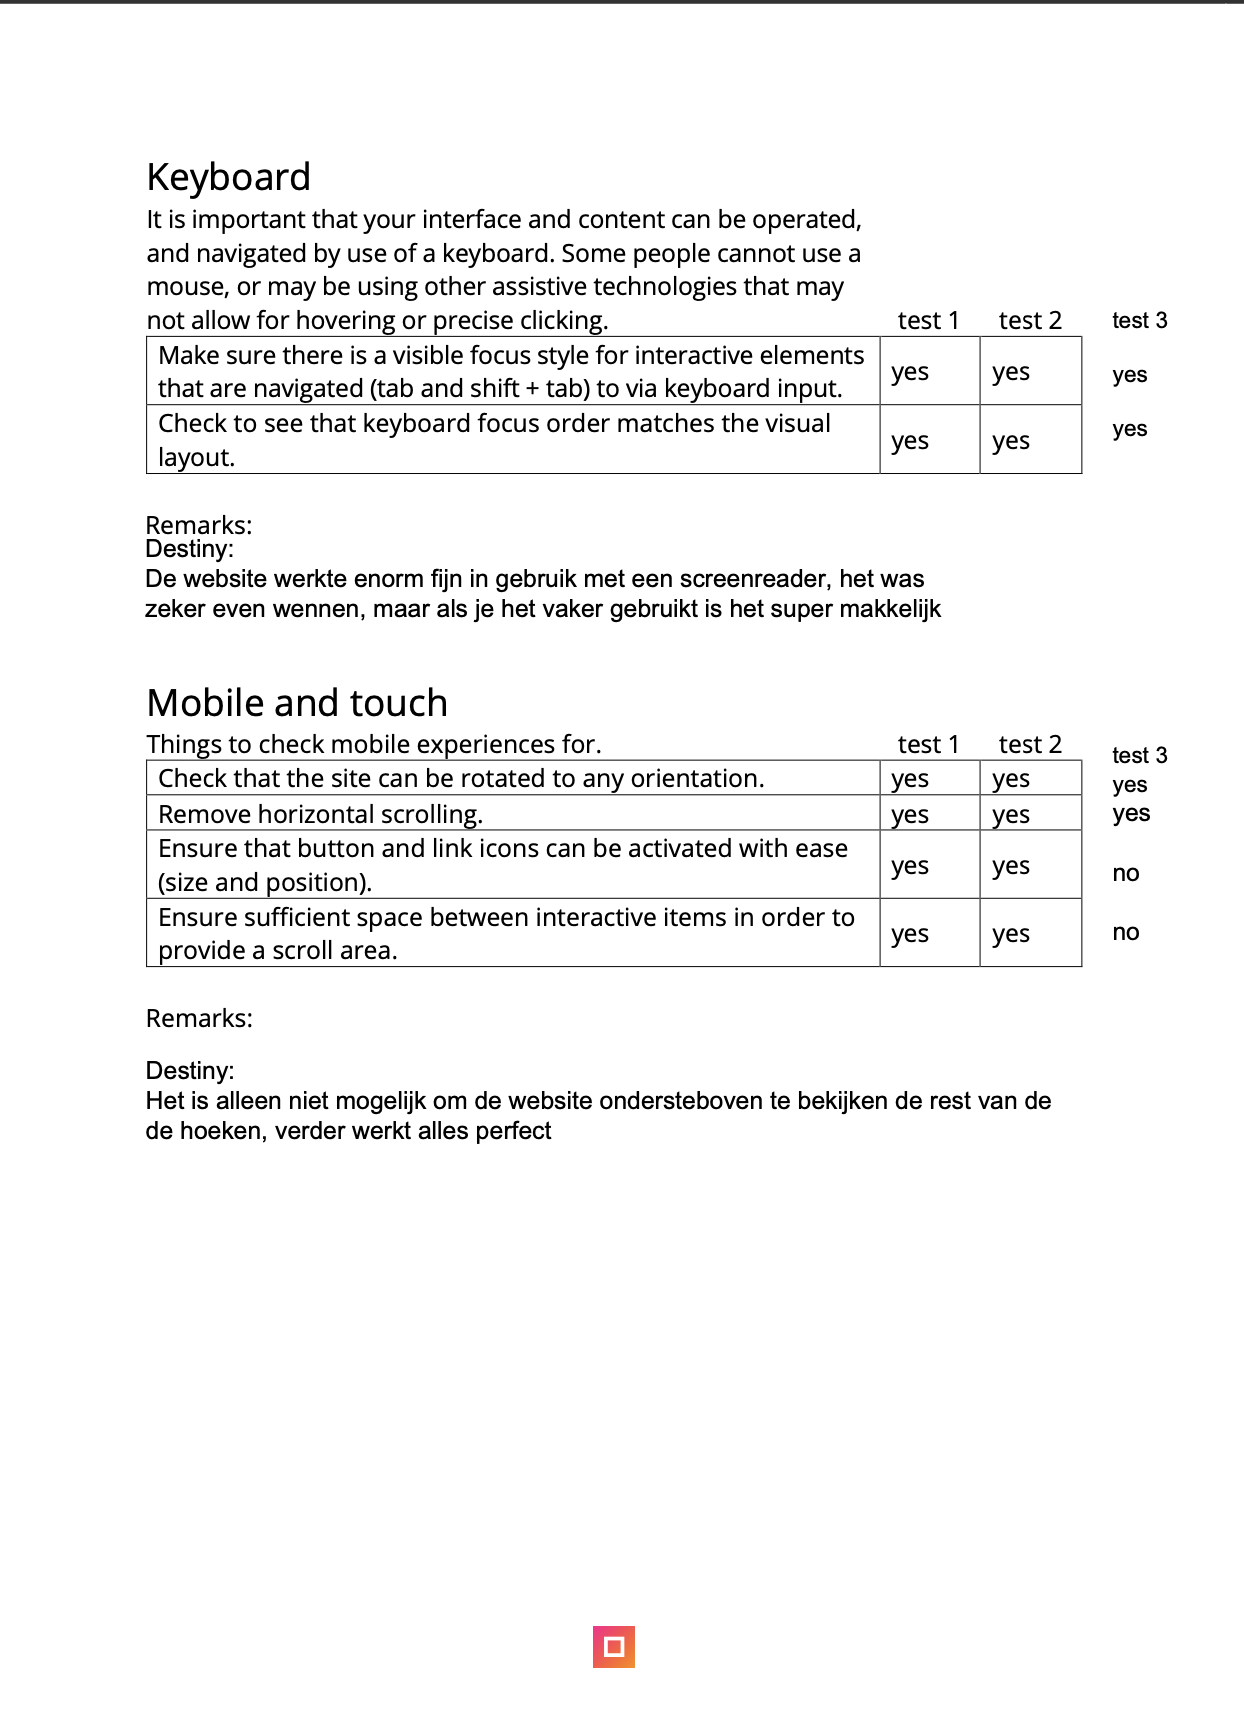 Keyboard
It is important that your interface and content can be operated,
and navigated by use of a keyboard. Some people cannot use a
mouse, or may be using other assistive technologies that may
not allow for hovering or precise clicking. test 1 test 2 test 3
Make sure there is a visible focus style for interactive elements
that are navigated (tab and shift + tab) to via keyboard input. yes yes yes
Check to see that keyboard focus order matches the visual
layout. yes yes yes
Remarks:
Destiny:
De website werkte enorm fijn in gebruik met een screenreader, het was
zeker even wennen, maar als je het vaker gebruikt is het super makkelijk
Mobile and touch
Things to check mobile experiences for. test 1 test 2 test 3
Check that the site can be rotated to any orientation. yes yes yes
Remove horizontal scrolling. yes yes yes
Ensure that button and link icons can be activated with ease
(size and position). yes yes no
Ensure sufficient space between interactive items in order to
provide a scroll area. yes yes no
Remarks:
Destiny:
Het is alleen niet mogelijk om de website ondersteboven te bekijken de rest van de
de hoeken, verder werkt alles perfect